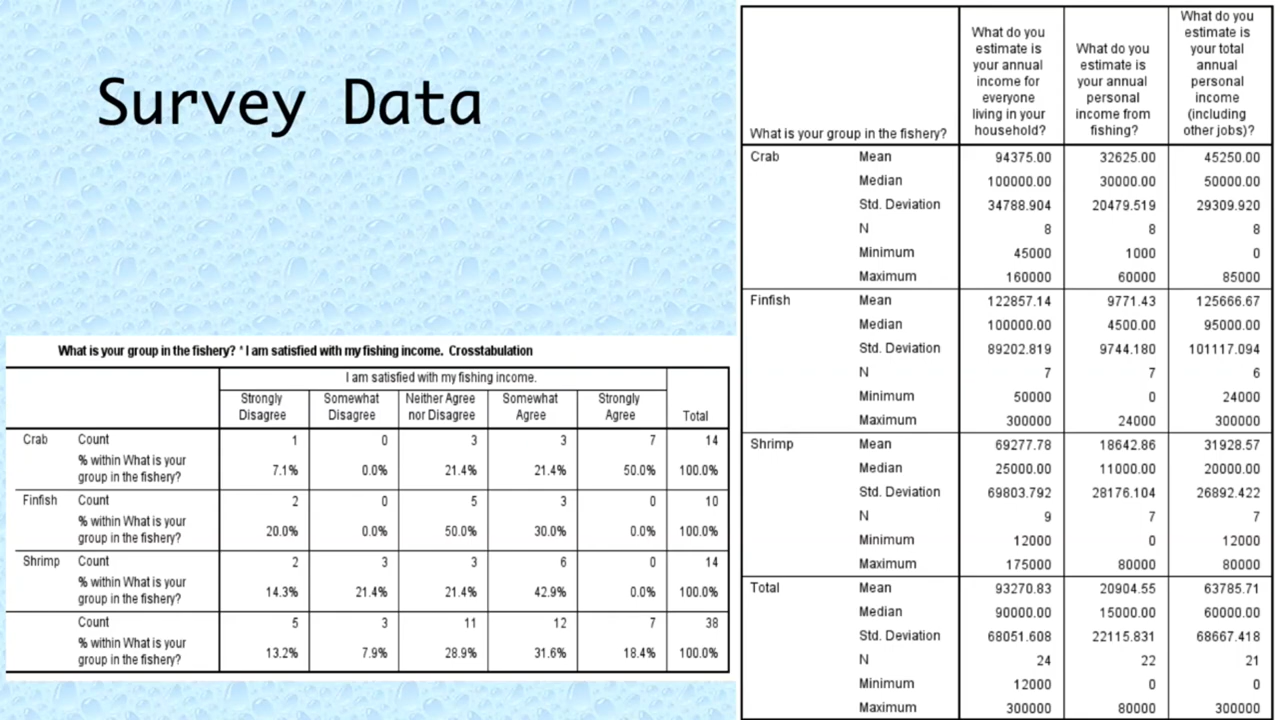 Survey Data
What is your group in the fishery? * I am satisfied with my fishing income. Crosstabulation
I am satisfied with my fishing income.
Strongly Disagree Somewhat Disagree Neither Agree nor Disagree Somewhat Agree Strongly Agree Total
Crab Count 1 0 3 3 7 14
% within What is your group in the fishery? 7.1% 0.0% 21.4% 21.4% 50.0% 100.0%
Finfish Count 2 0 5 3 0 10
% within What is your group in the fishery? 20.0% 0.0% 50.0% 30.0% 0.0% 100.0%
Shrimp Count 2 3 3 6 0 14
% within What is your group in the fishery? 14.3% 21.4% 21.4% 42.9% 0.0% 100.0%
Count 5 3 11 12 7 38
% within What is your group in the fishery? 13.2% 7.9% 28.9% 31.6% 18.4% 100.0%
What is your group in the fishery? What do you estimate is your annual income for everyone living in your household? What do you estimate is your annual personal income from fishing? What do you estimate is your total annual personal income (including other jobs)?
Crab Mean 94375.00 32625.00 45250.00
Median 100000.00 30000.00 50000.00
Std. Deviation 34788.904 20479.519 29309.920
N 8 8 8
Minimum 45000 1000 0
Maximum 160000 60000 85000
Finfish Mean 122857.14 9771.43 125666.67
Median 100000.00 4500.00 95000.00
Std. Deviation 89202.819 9744.180 101117.094
N 7 7 6
Minimum 50000 0 24000
Maximum 300000 24000 300000
Shrimp Mean 69277.78 18642.86 31928.57
Median 25000.00 11000.00 20000.00
Std. Deviation 69803.792 28176.104 26892.422
N 9 7 7
Minimum 12000 0 12000
Maximum 175000 80000 80000
Total Mean 93270.83 20904.55 63785.71
Median 90000.00 15000.00 60000.00
Std. Deviation 68051.608 22115.831 68667.418
N 24 22 21
Minimum 12000 0 0
Maximum 300000 80000 300000